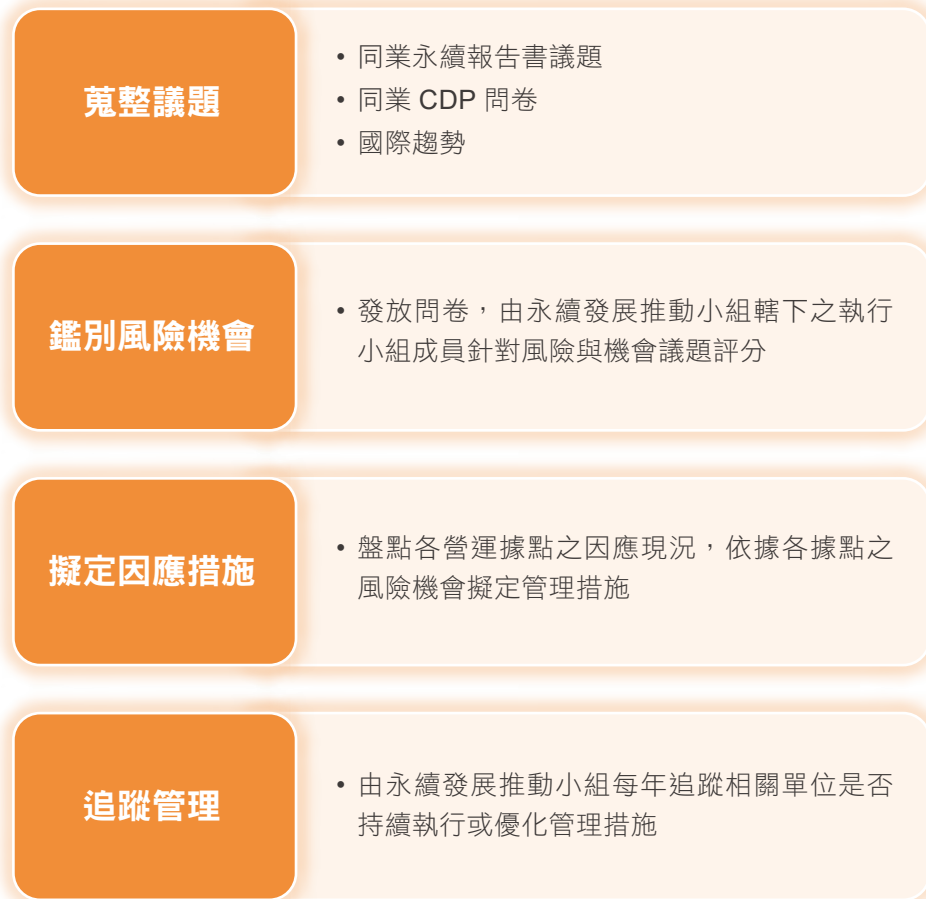 蒐整議題
• 同業永續報告書議題
• 同業 CDP 問卷
• 國際趨勢
鑑別風險機會
• 發放問卷，由永續發展推動小組轄下之執行
小組成員針對風險與機會議題評分
擬定因應措施
• 盤點各營運據點之因應現況，依據各據點之
風險機會擬定管理措施
追蹤管理
• 由永續發展推動小組每年追蹤相關單位是否
持續執行或優化管理措施